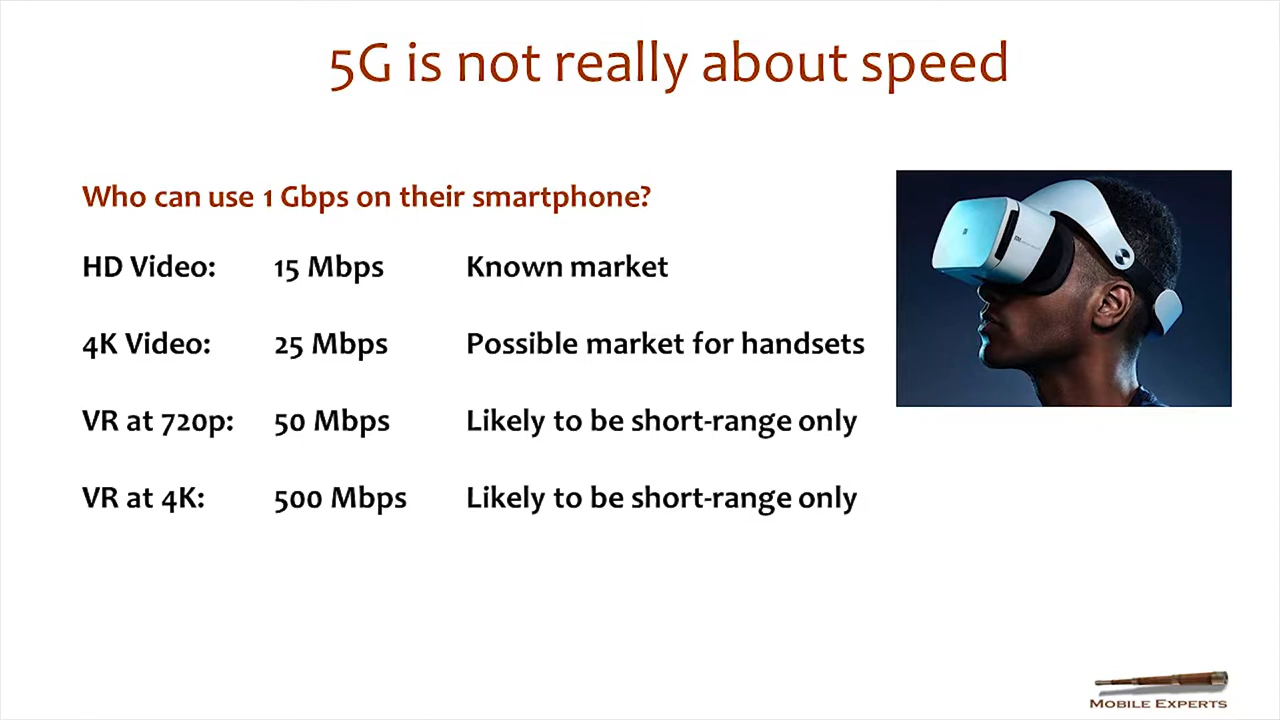 5G is not really about speed
Who can use 1 Gbps on their smartphone?
HD Video: 15 Mbps Known market
4K Video: 25 Mbps Possible market for handsets
VR at 720p: 50 Mbps Likely to be short-range only
VR at 4K: 500 Mbps Likely to be short-range only
MOBILE EXPERTS